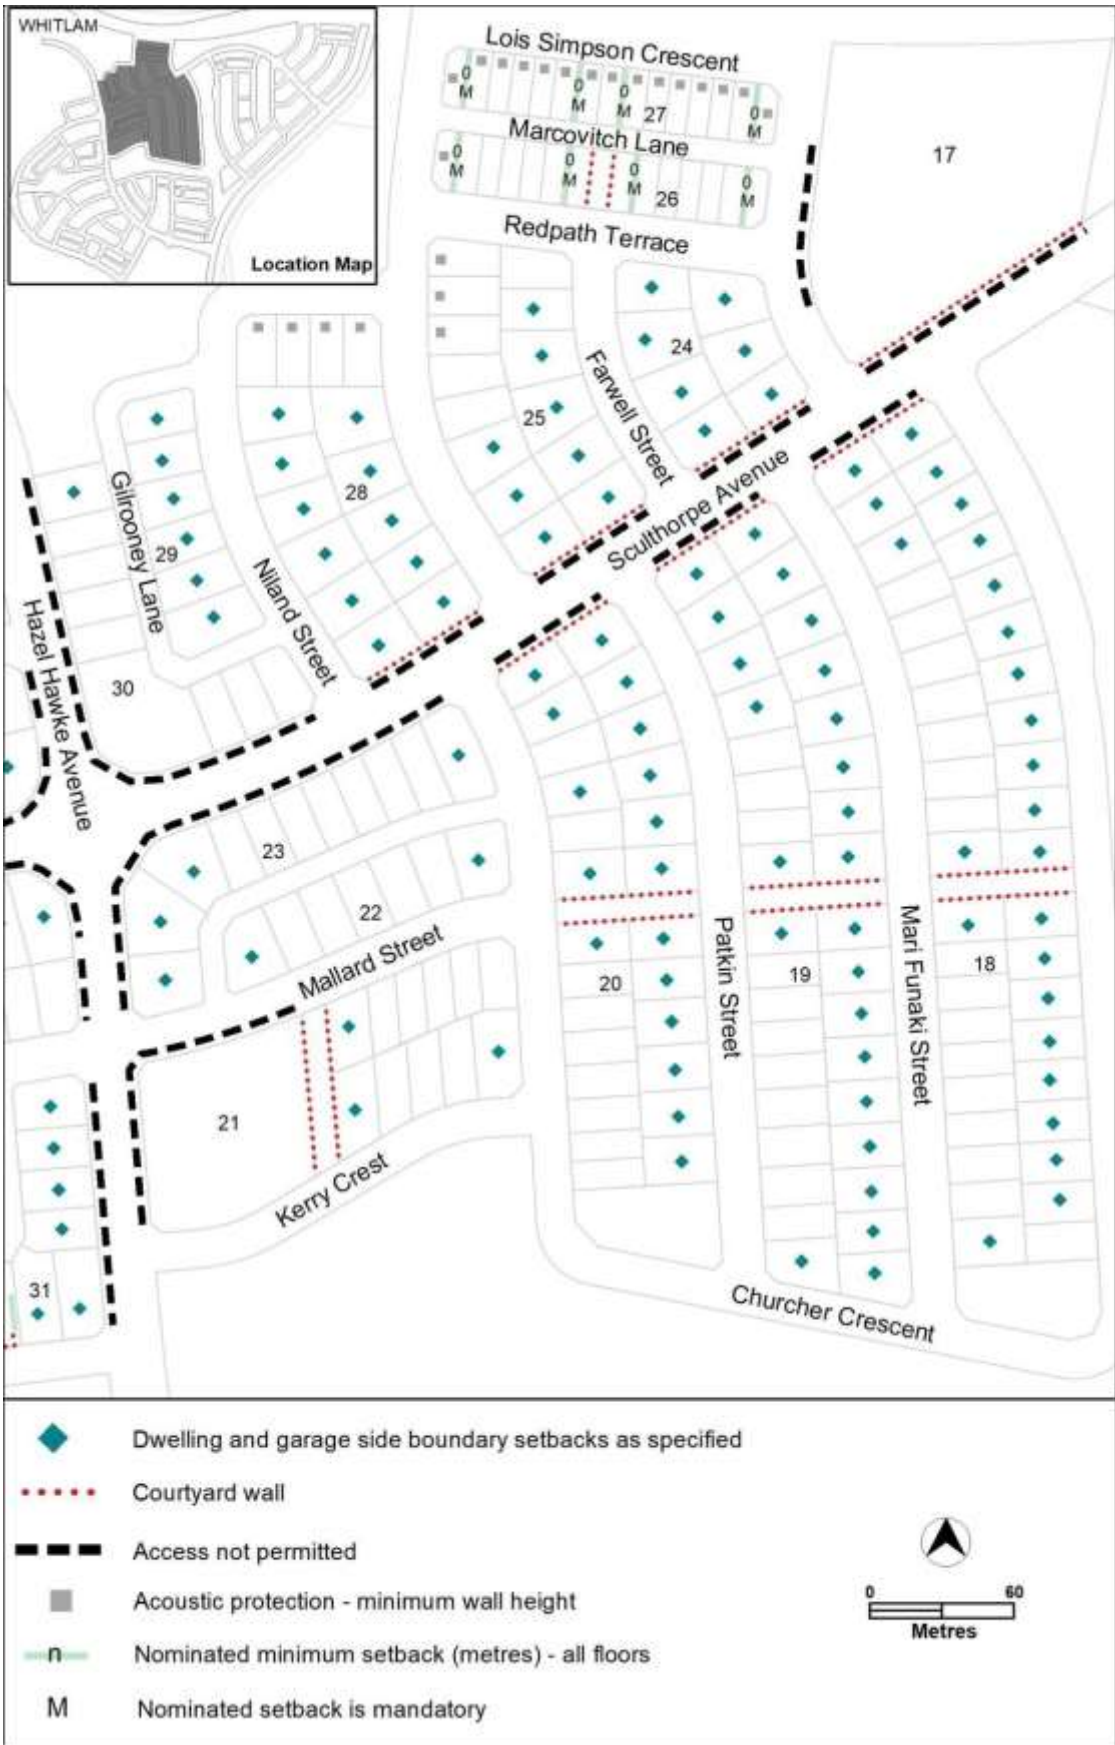 WHITLAM
Location Map
Lois Simpson Crescent
0
M
0
M
0
M
27
0
M
Marcovitch Lane
17
0
M
0
M
0
M
26
0
M
Redpath Terrace
24
Farwell Street
25
28
Sculthorpe Avenue
Gilrooney Lane
29
Niland Street
Hazel Hawke Avenue
30
23
22
Mallard Street
Patkin Street
Mari Funaki Street
20
19
18
21
Kerry Crest
31
Churcher Crescent
Dwelling and garage side boundary setbacks as specified
Courtyard wall
Access not permitted
Acoustic protection - minimum wall height
n
Nominated minimum setback (metres) - all floors
M
Nominated setback is mandatory
0
60
Metres